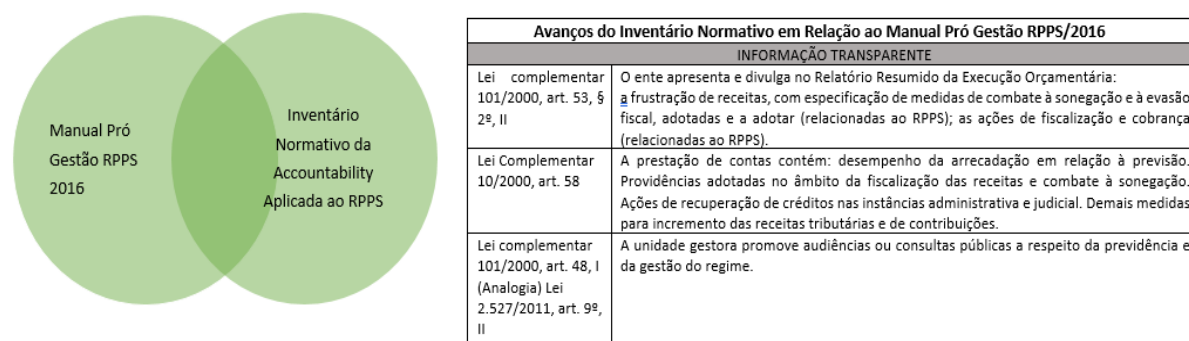 Manual Pró
Gestão RPPS
2016
Inventário
Normativo da
Accountability
Aplicada ao RPPS
Avanços do Inventário Normativo em Relação ao Manual Pró Gestão RPPS/2016
INFORMAÇÃO TRANSPARENTE
Lei complementar
101/2000, art. 53, §
2º, II
O ente apresenta e divulga no Relatório Resumido da Execução Orçamentária:
a frustração de receitas, com especificação de medidas de combate à sonegação e à evasão
fiscal, adotadas e a adotar (relacionadas ao RPPS); as ações de fiscalização e cobrança
(relacionadas ao RPPS).
Lei Complementar
10/2000, art. 58
A prestação de contas contém: desempenho da arrecadação em relação à previsão.
Providências adotadas no âmbito da fiscalização das receitas e combate à sonegação.
Ações de recuperação de créditos nas instâncias administrativa e judicial. Demais medidas
para incremento das receitas tributárias e de contribuições.
Lei complementar
101/2000, art. 48, I
(Analogia) Lei
2.527/2011, art. 9º,
II
A unidade gestora promove audiências ou consultas públicas a respeito da previdência e
da gestão do regime.